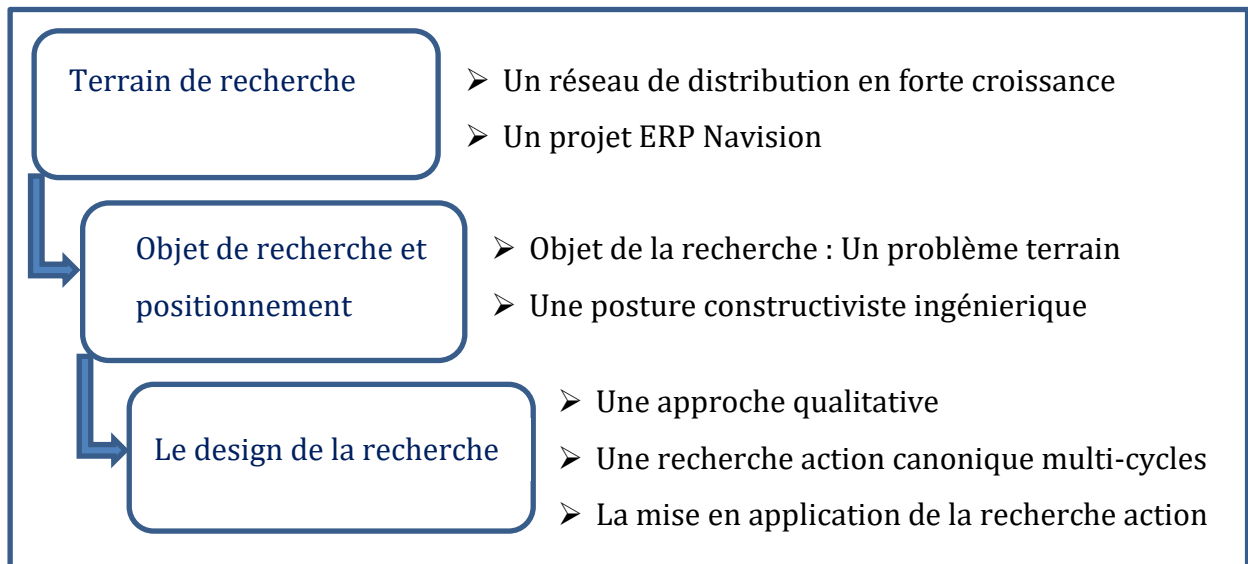 Terrain de recherche
➢ Un réseau de distribution en forte croissance
➢ Un projet ERP Navision
Objet de recherche et
positionnement
➢ Objet de la recherche : Un problème terrain
➢ Une posture constructiviste ingénierique
Le design de la recherche
➢ Une approche qualitative
➢ Une recherche action canonique multi-cycles
➢ La mise en application de la recherche action